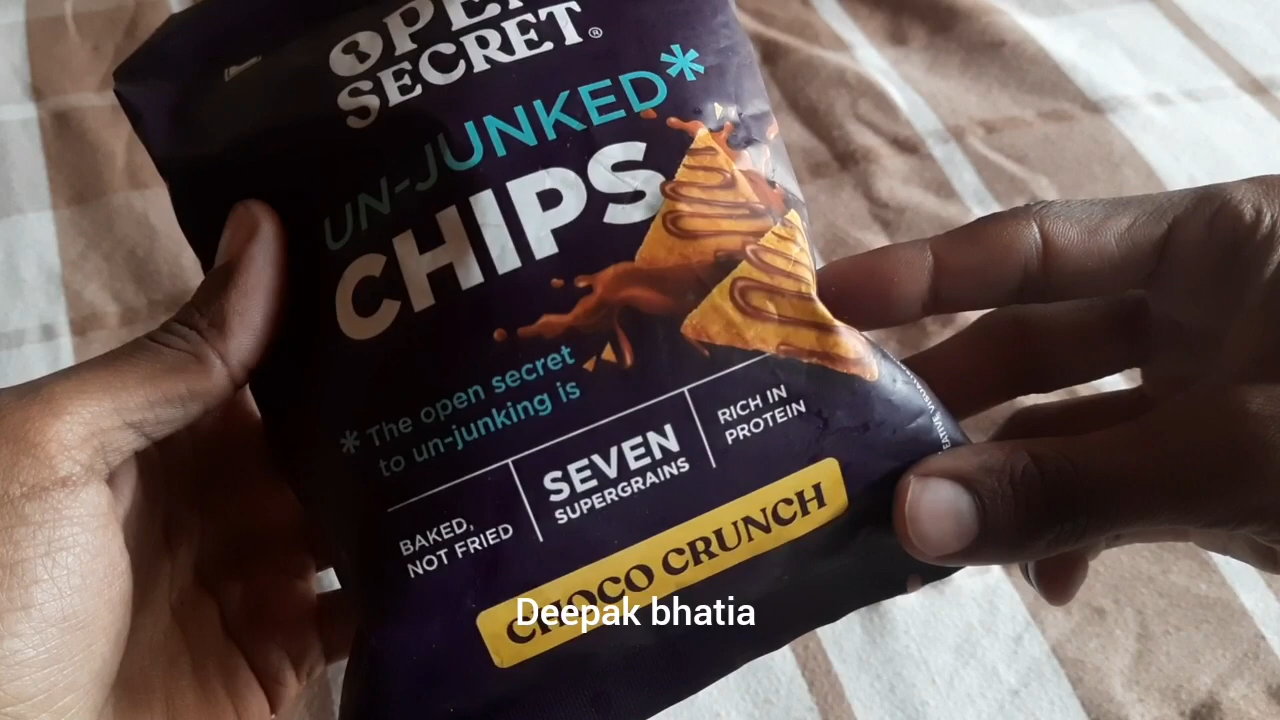 OPEN
SECRET®
UN-JUNKED*
CHIPS
* The open secret
to un-junking is
BAKED,
NOT FRIED
SEVEN
SUPERGRAINS
RICH IN
PROTEIN
CHOCO CRUNCH
Deepak bhatia